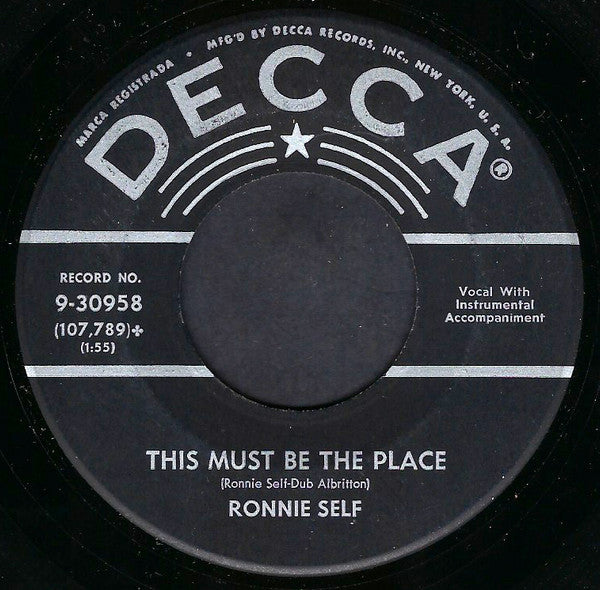 MARCA REGISTRADA • MFG'D BY DECCA RECORDS, INC., NEW YORK, U. S. A.
DECCA
RECORD NO.
9-30958
(107,789)✤
(1:55)
Vocal With
Instrumental
Accompaniment
THIS MUST BE THE PLACE
(Ronnie Self-Dub Albritton)
RONNIE SELF